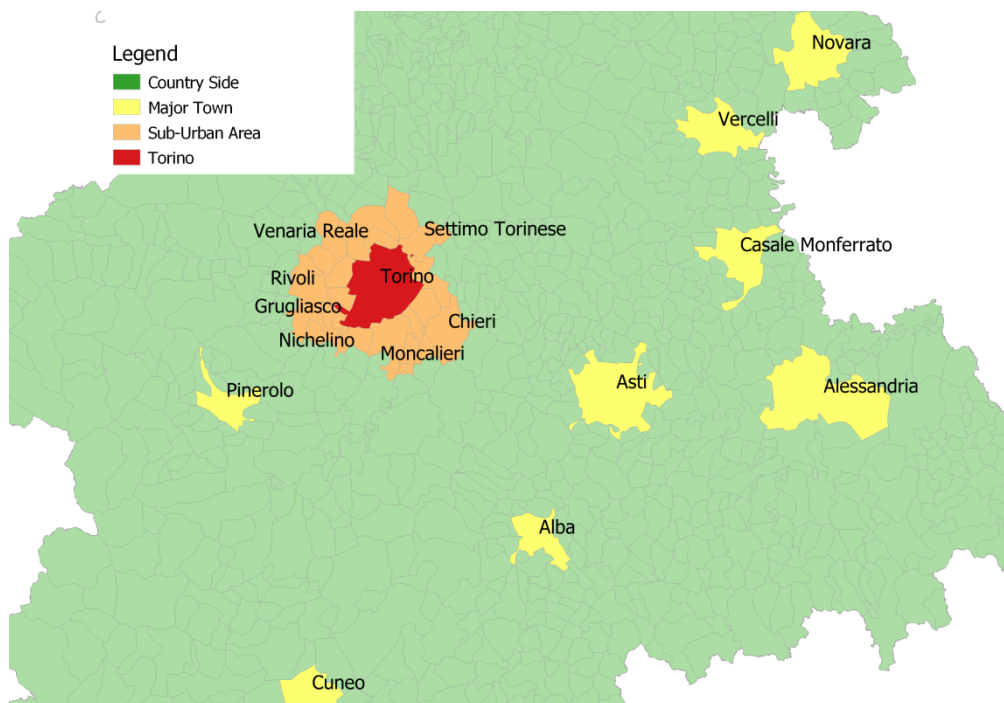 Legend
Country Side
Major Town
Sub-Urban Area
Torino
Novara
Vercelli
Venaria Reale
Settimo Torinese
Casale Monferrato
Rivoli
Torino
Grugliasco
Chieri
Nichelino
Moncalieri
Pinerolo
Asti
Alessandria
Alba
Cuneo